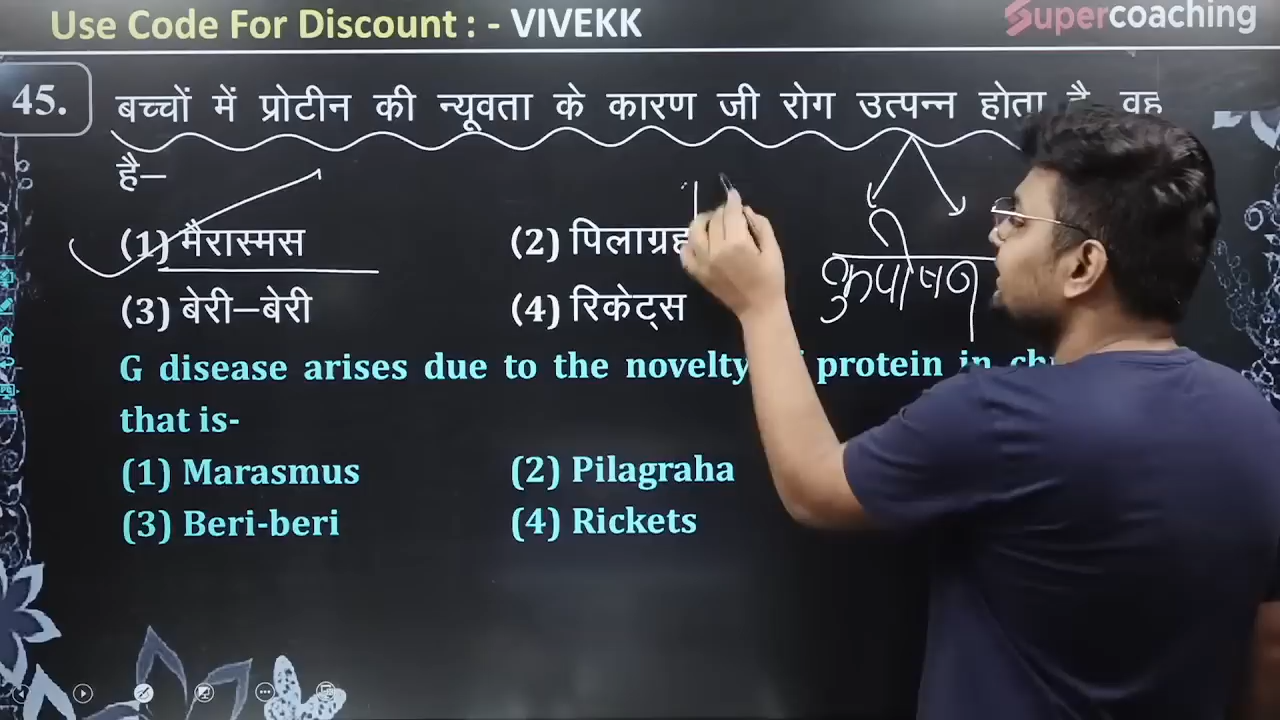 Use Code For Discount : - VIVEKK
Supercoaching
45.
बच्चों में प्रोटीन की न्यूवता के कारण जी रोग उत्पन्न होता है, वह
है–
(1) मैरास्मस
(2) पिलाग्रह
(3) बेरी–बेरी
(4) रिकेट्स
कुपोषण
G disease arises due to the novelty protein in
that is-
(1) Marasmus
(2) Pilagraha
(3) Beri-beri
(4) Rickets